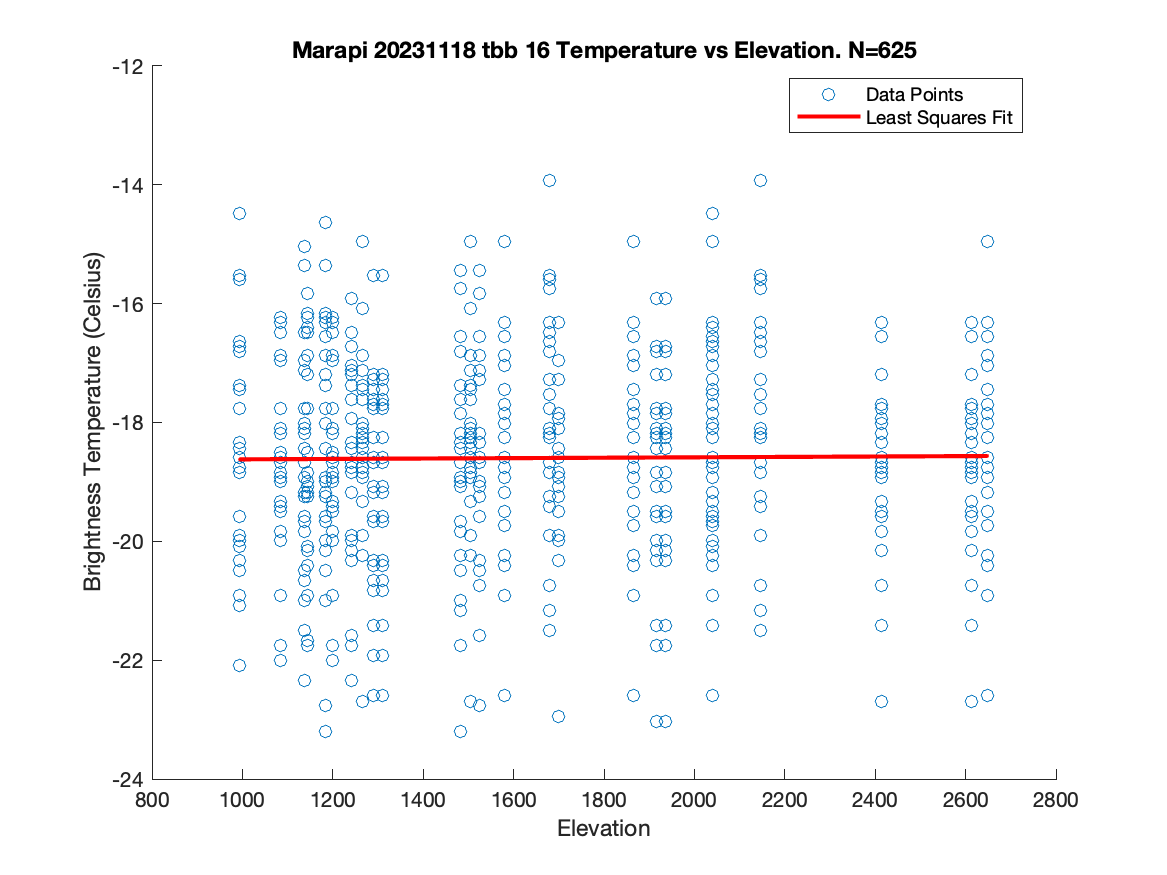 Marapi 20231118 tbb 16 Temperature vs Elevation. N=625
Data Points
Least Squares Fit
Brightness Temperature (Celsius)
-12
-14
-16
-18
-20
-22
-24
800 1000 1200 1400 1600 1800 2000 2200 2400 2600 2800
Elevation